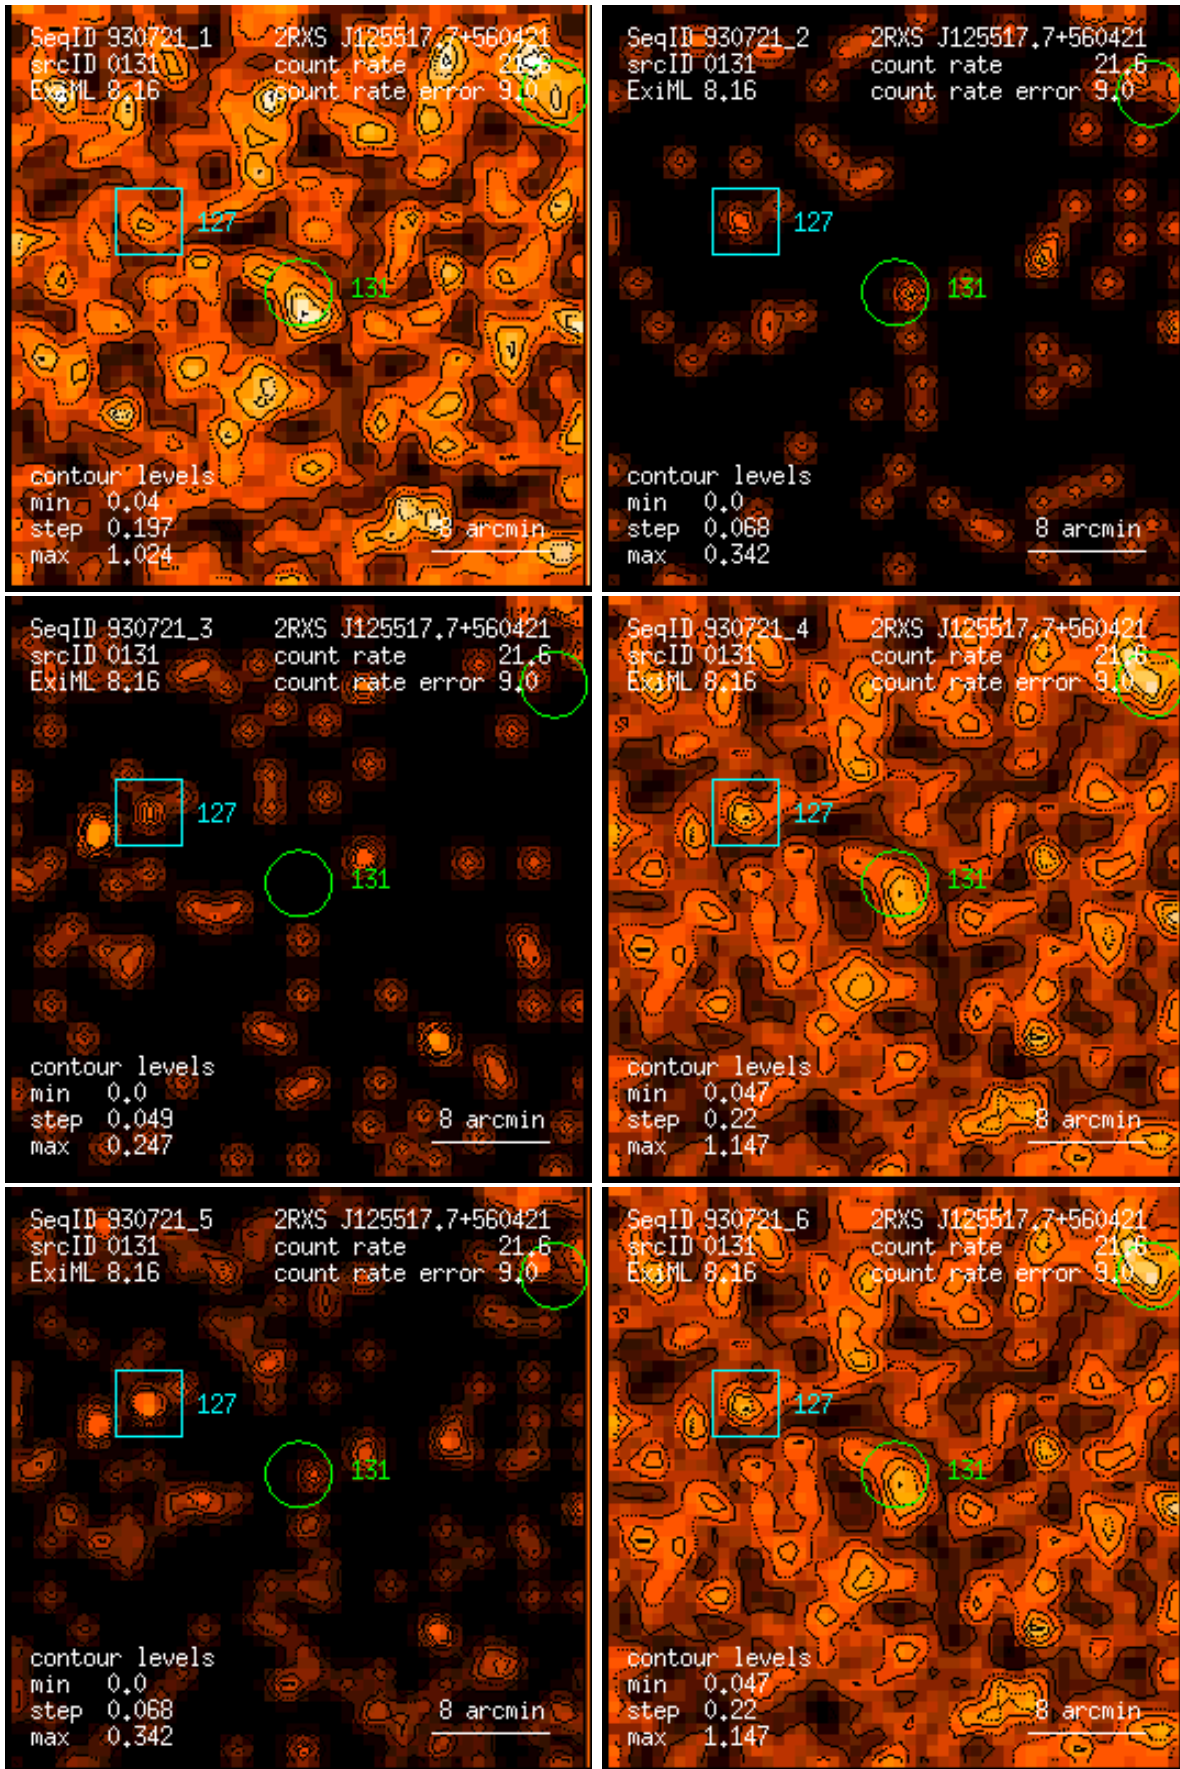 SeqID 930721_1 2RXS J125517.7+560421
srcID 0131 count rate 21.6
ExiML 8.16 count rate error 9.0
127
131
contour levels
min 0.04
step 0.197 8 arcmin
max 1.024
SeqID 930721_2 2RXS J125517.7+560421
srcID 0131 count rate 21.6
ExiML 8.16 count rate error 9.0
127
131
contour levels
min 0.0
step 0.068 8 arcmin
max 0.342
SeqID 930721_3 2RXS J125517.7+560421
srcID 0131 count rate 21.6
ExiML 8.16 count rate error 9.0
127
131
contour levels
min 0.0
step 0.049 8 arcmin
max 0.247
SeqID 930721_4 2RXS J125517.7+560421
srcID 0131 count rate 21.6
ExiML 8.16 count rate error 9.0
127
131
contour levels
min 0.047
step 0.22 8 arcmin
max 1.147
SeqID 930721_5 2RXS J125517.7+560421
srcID 0131 count rate 21.6
ExiML 8.16 count rate error 9.0
127
131
contour levels
min 0.0
step 0.068 8 arcmin
max 0.342
SeqID 930721_6 2RXS J125517.7+560421
srcID 0131 count rate 21.6
ExiML 8.16 count rate error 9.0
127
131
contour levels
min 0.047
step 0.22 8 arcmin
max 1.147